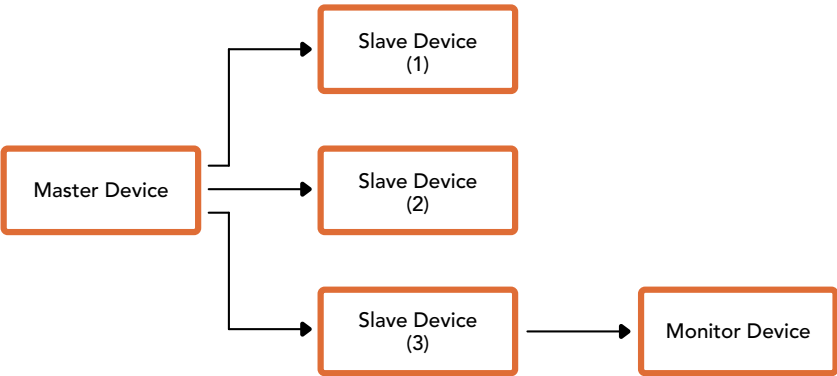 Slave Device
(1)
Master Device
Slave Device
(2)
Slave Device
(3)
Monitor Device